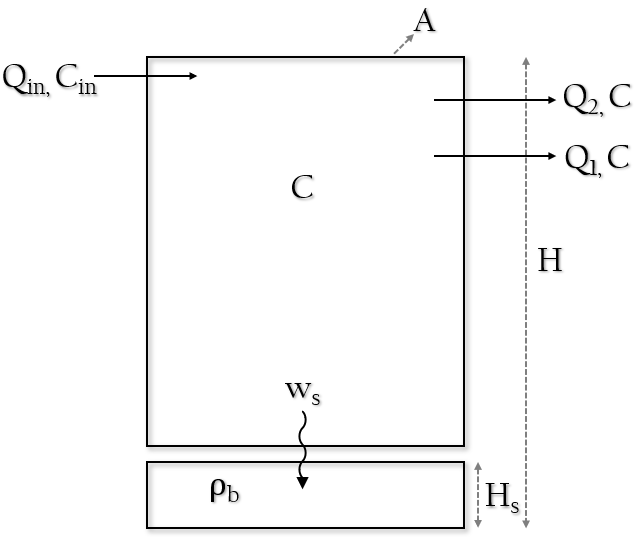 A
Qin, Cin
Q2, C
Q1, C
C
H
ws
ρb
Hs